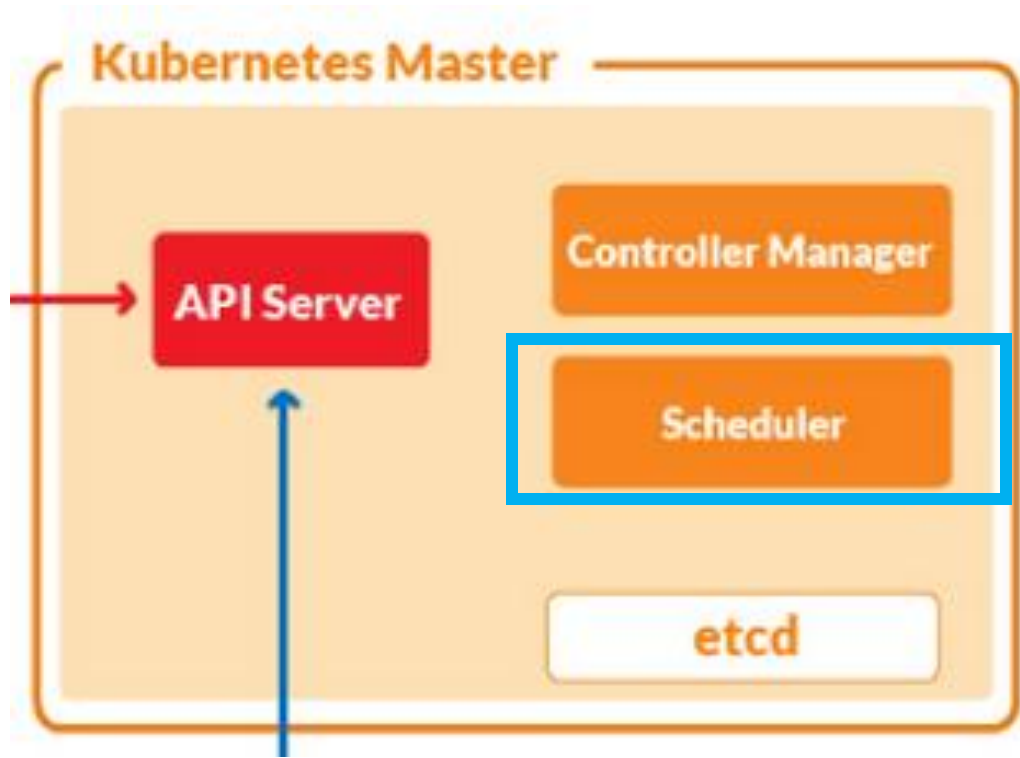 Kubernetes Master
Controller Manager
API Server
Scheduler
etcd